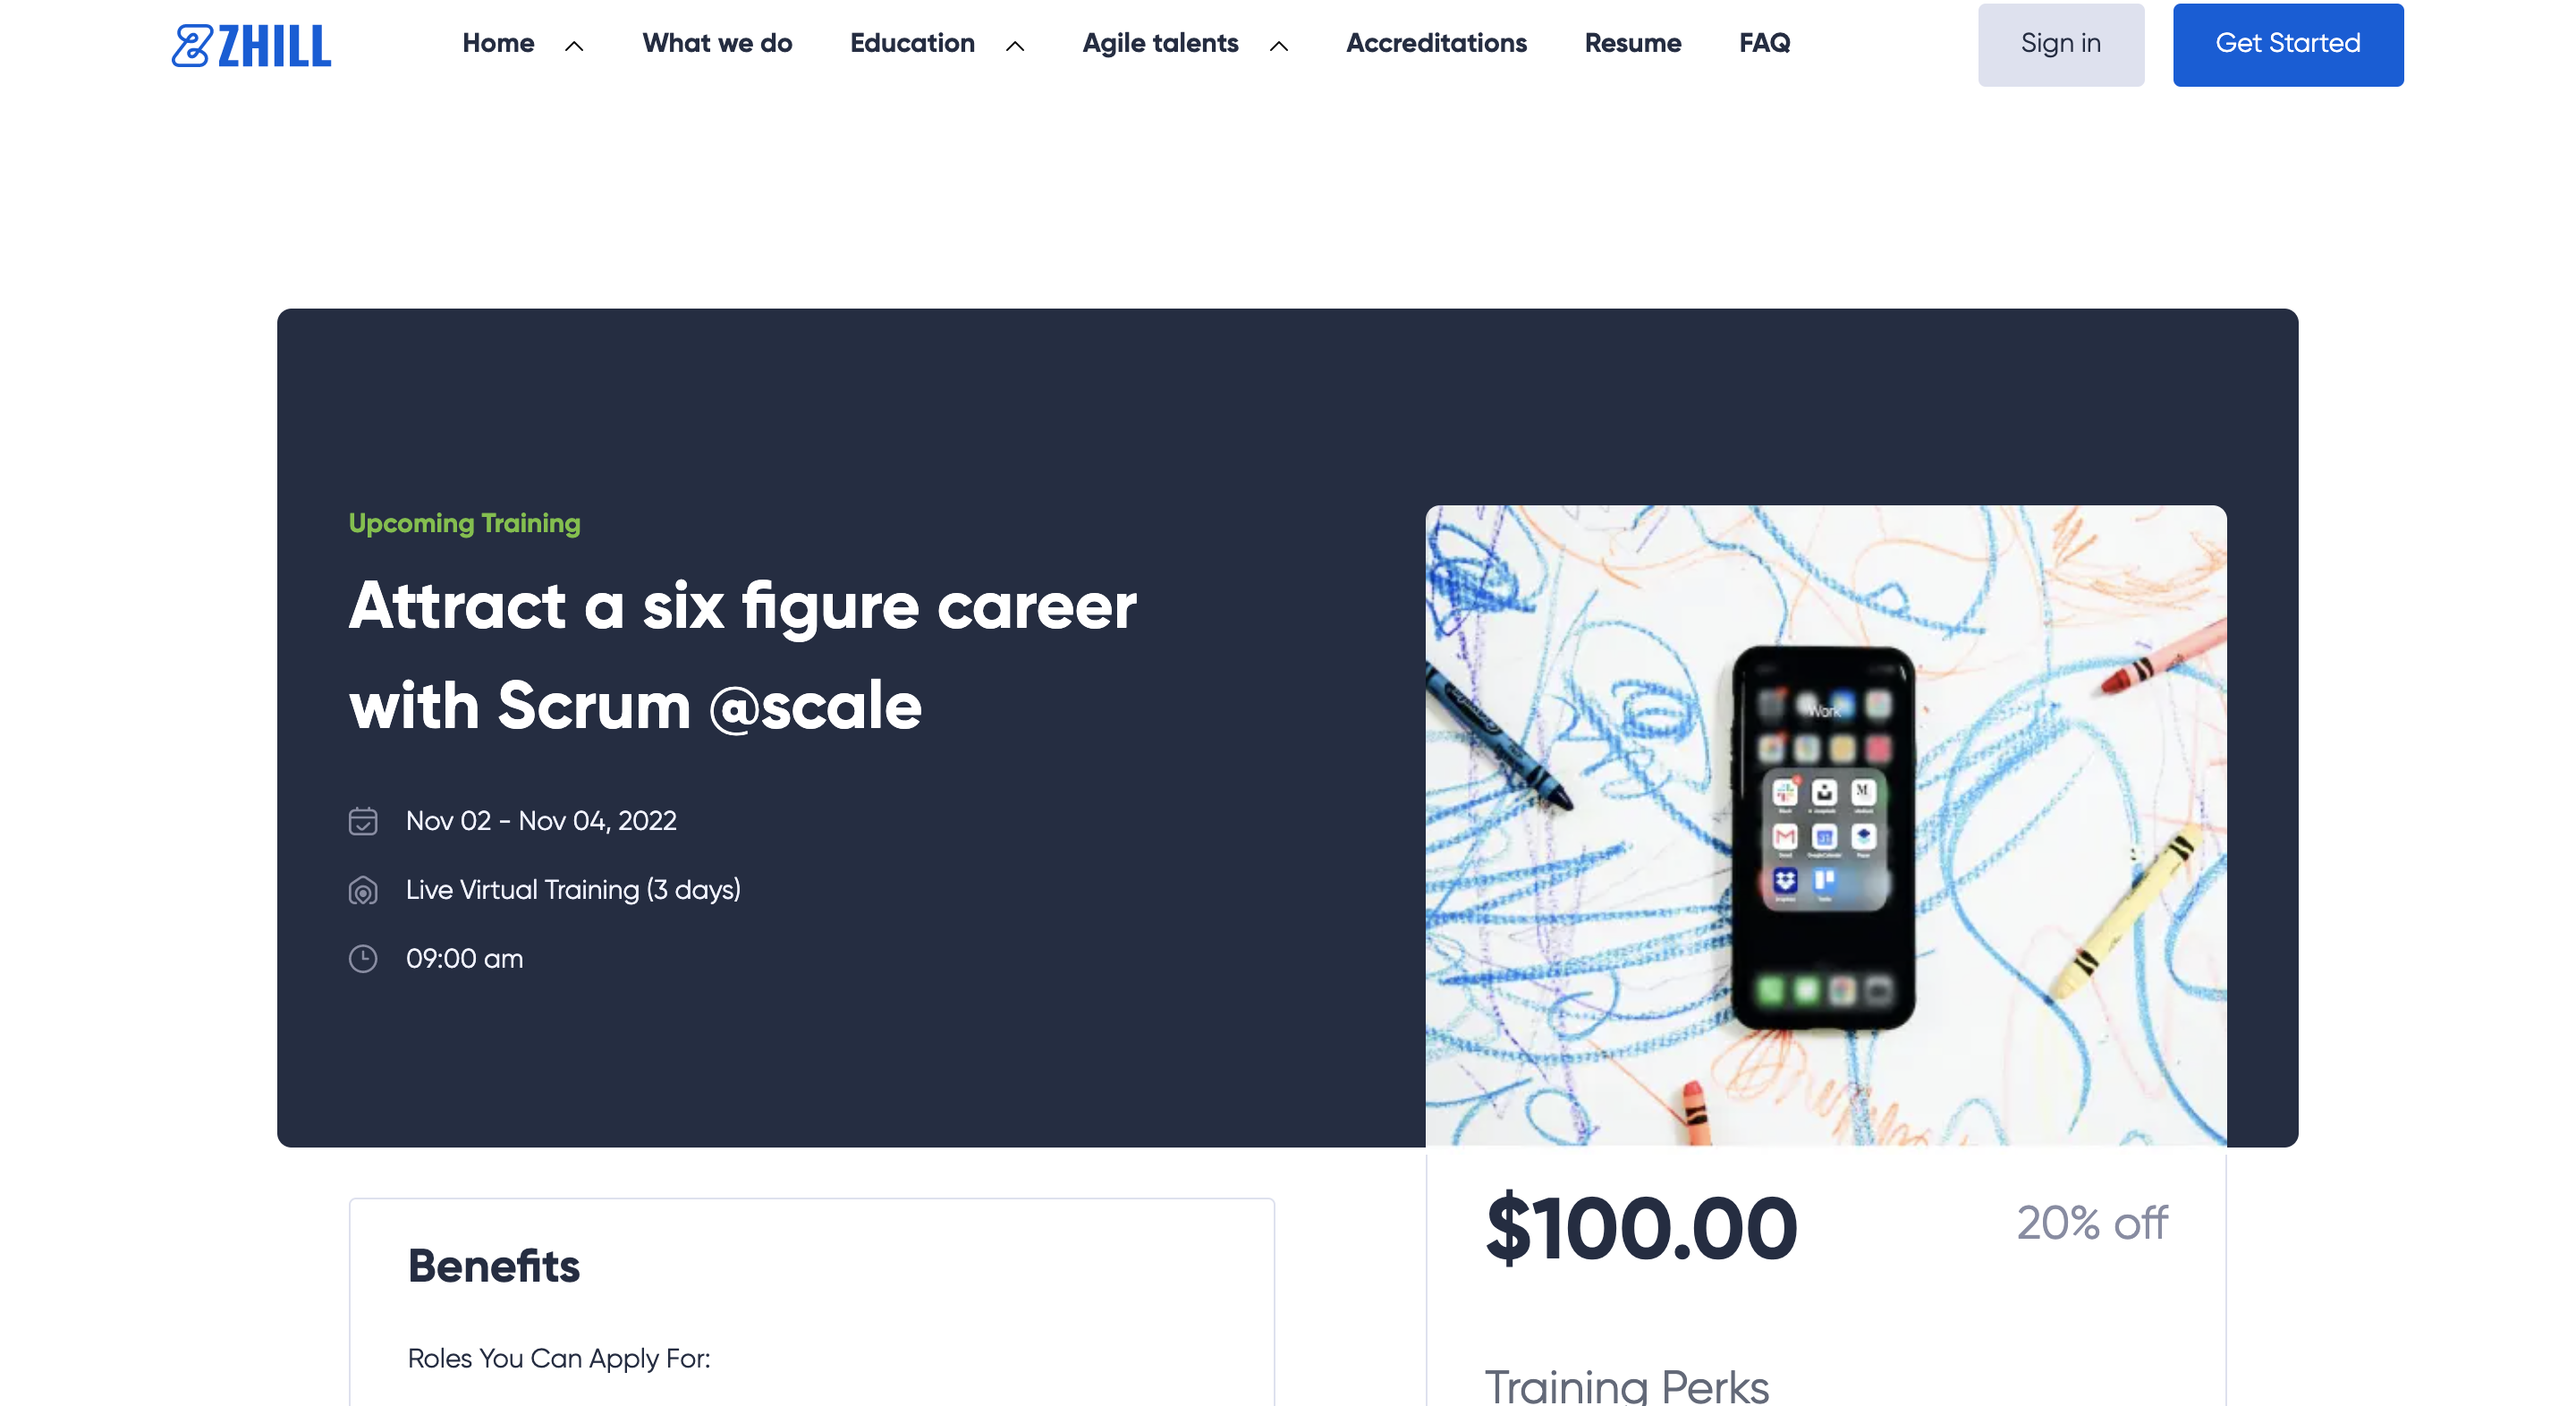 ZHILL
Home
What we do
Education
Agile talents
Accreditations
Resume
FAQ
Sign in
Get Started
Upcoming Training
Attract a six figure career
with Scrum @scale
Nov 02 - Nov 04, 2022
Live Virtual Training (3 days)
09:00 am
Work
$100.00
20% off
Benefits
Roles You Can Apply For:
Training Perks